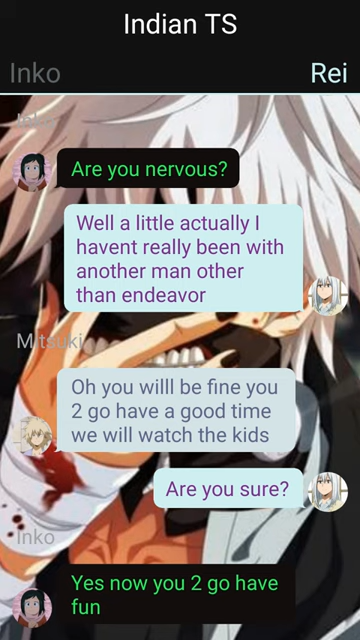 Indian TS
Inko
Rei
Inko
Are you nervous?
Well a little actually I
havent really been with
another man other
than endeavor
Mitsuki
Oh you willl be fine you
2 go have a good time
we will watch the kids
Are you sure?
Inko
Yes now you 2 go have
fun